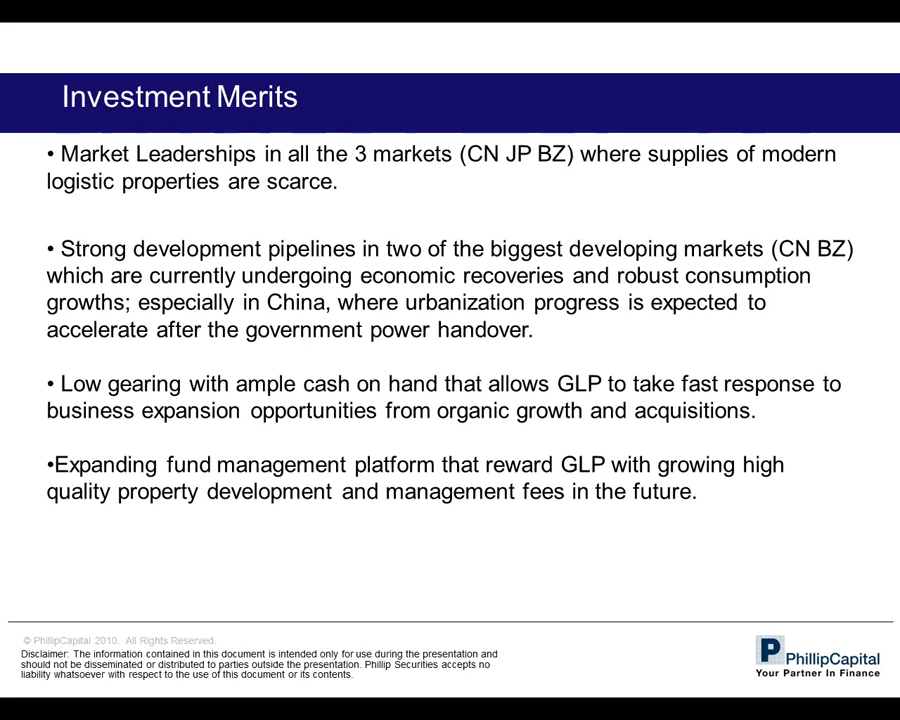 Investment Merits
• Market Leaderships in all the 3 markets (CN JP BZ) where supplies of modern
logistic properties are scarce.
• Strong development pipelines in two of the biggest developing markets (CN BZ)
which are currently undergoing economic recoveries and robust consumption
growths; especially in China, where urbanization progress is expected to
accelerate after the government power handover.
• Low gearing with ample cash on hand that allows GLP to take fast response to
business expansion opportunities from organic growth and acquisitions.
•Expanding fund management platform that reward GLP with growing high
quality property development and management fees in the future.
© PhillipCapital 2010. All Rights Reserved.
Disclaimer: The information contained in this document is intended only for use during the presentation and
should not be disseminated or distributed to parties outside the presentation. Phillip Securities accepts no
liability whatsoever with respect to the use of this document or its contents.
P
PhillipCapital
Your Partner In Finance